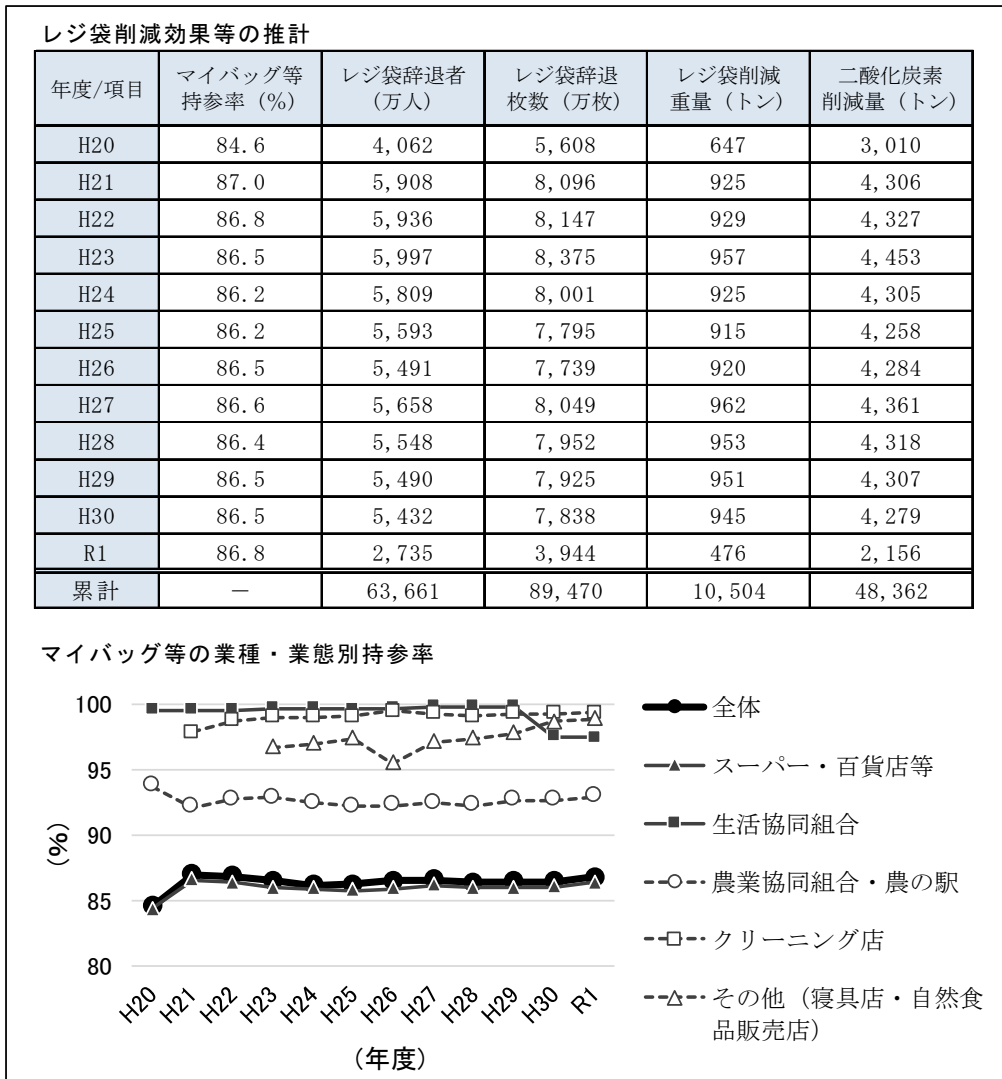 レジ袋削減効果等の推計
年度/項目 マイバッグ等持参率（%） レジ袋辞退者（万人） レジ袋辞退枚数（万枚） レジ袋削減重量（トン） 二酸化炭素削減量（トン）
H20 84.6 4,062 5,608 647 3,010
H21 87.0 5,908 8,096 925 4,306
H22 86.8 5,936 8,147 929 4,327
H23 86.5 5,997 8,375 957 4,453
H24 86.2 5,809 8,001 925 4,305
H25 86.2 5,593 7,795 915 4,258
H26 86.5 5,491 7,739 920 4,284
H27 86.6 5,658 8,049 962 4,361
H28 86.4 5,548 7,952 953 4,318
H29 86.5 5,490 7,925 951 4,307
H30 86.5 5,432 7,838 945 4,279
R1 86.8 2,735 3,944 476 2,156
累計 － 63,661 89,470 10,504 48,362
マイバッグ等の業種・業態別持参率
100
95
90
85
80
(%)
H20 H21 H22 H23 H24 H25 H26 H27 H28 H29 H30 R1
(年度)
全体
スーパー・百貨店等
生活協同組合
農業協同組合・農の駅
クリーニング店
その他（寝具店・自然食
品販売店）